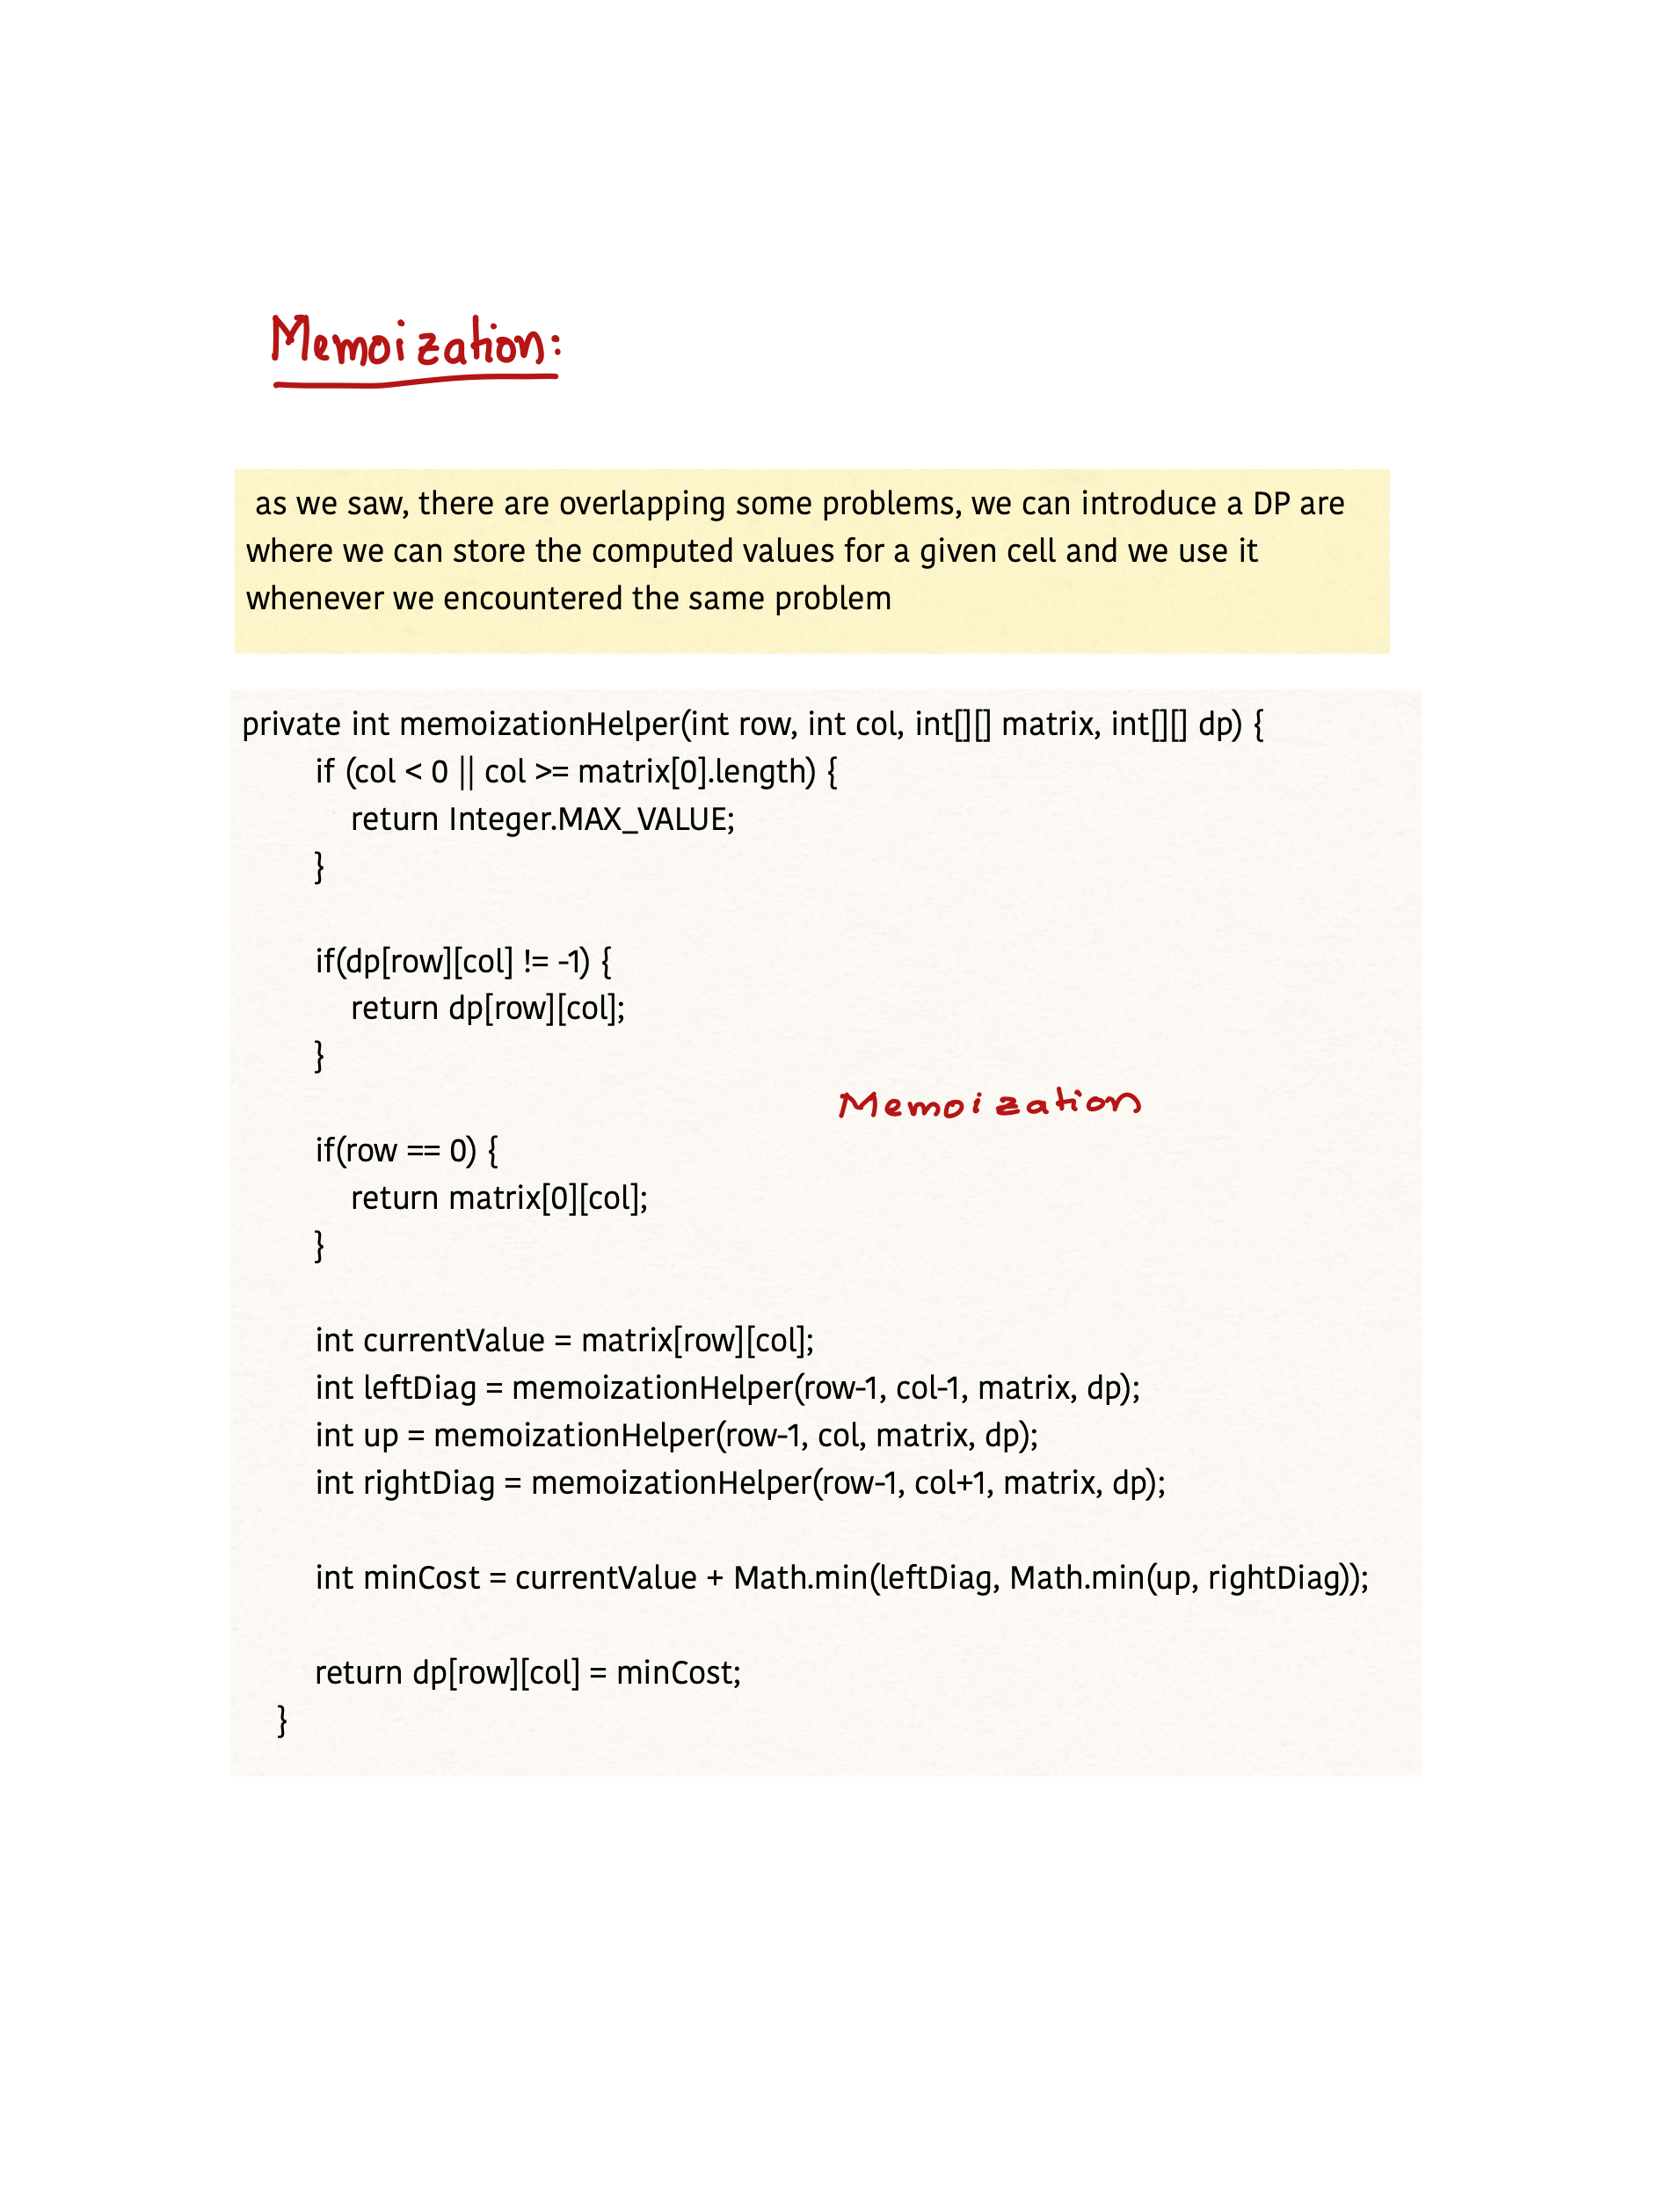 Memoization:
as we saw, there are overlapping some problems, we can introduce a DP are
where we can store the computed values for a given cell and we use it
whenever we encountered the same problem
private int memoizationHelper(int row, int col, int[][] matrix, int[][] dp) {
if (col < 0 || col >= matrix[0].length) {
return Integer.MAX_VALUE;
}
if(dp[row][col] != -1) {
return dp[row][col];
}
Memoization
if(row == 0) {
return matrix[0][col];
}
int currentValue = matrix[row][col];
int leftDiag = memoizationHelper(row-1, col-1, matrix, dp);
int up = memoizationHelper(row-1, col, matrix, dp);
int rightDiag = memoizationHelper(row-1, col+1, matrix, dp);
int minCost = currentValue + Math.min(leftDiag, Math.min(up, rightDiag));
return dp[row][col] = minCost;
}